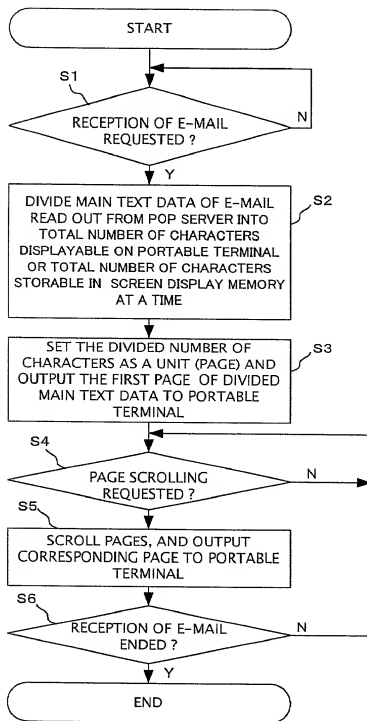 START
S1
RECEPTION OF E-MAIL
REQUESTED ?
N
Y
S2
DIVIDE MAIN TEXT DATA OF E-MAIL
READ OUT FROM POP SERVER INTO
TOTAL NUMBER OF CHARACTERS
DISPLAYABLE ON PORTABLE TERMINAL
OR TOTAL NUMBER OF CHARACTERS
STORABLE IN SCREEN DISPLAY MEMORY
AT A TIME
S3
SET THE DIVIDED NUMBER OF
CHARACTERS AS A UNIT (PAGE) AND
OUTPUT THE FIRST PAGE OF DIVIDED
MAIN TEXT DATA TO PORTABLE
TERMINAL
S4
PAGE SCROLLING
REQUESTED ?
N
S5
SCROLL PAGES, AND OUTPUT
CORRESPONDING PAGE TO PORTABLE
TERMINAL
S6
RECEPTION OF E-MAIL
ENDED ?
N
Y
END